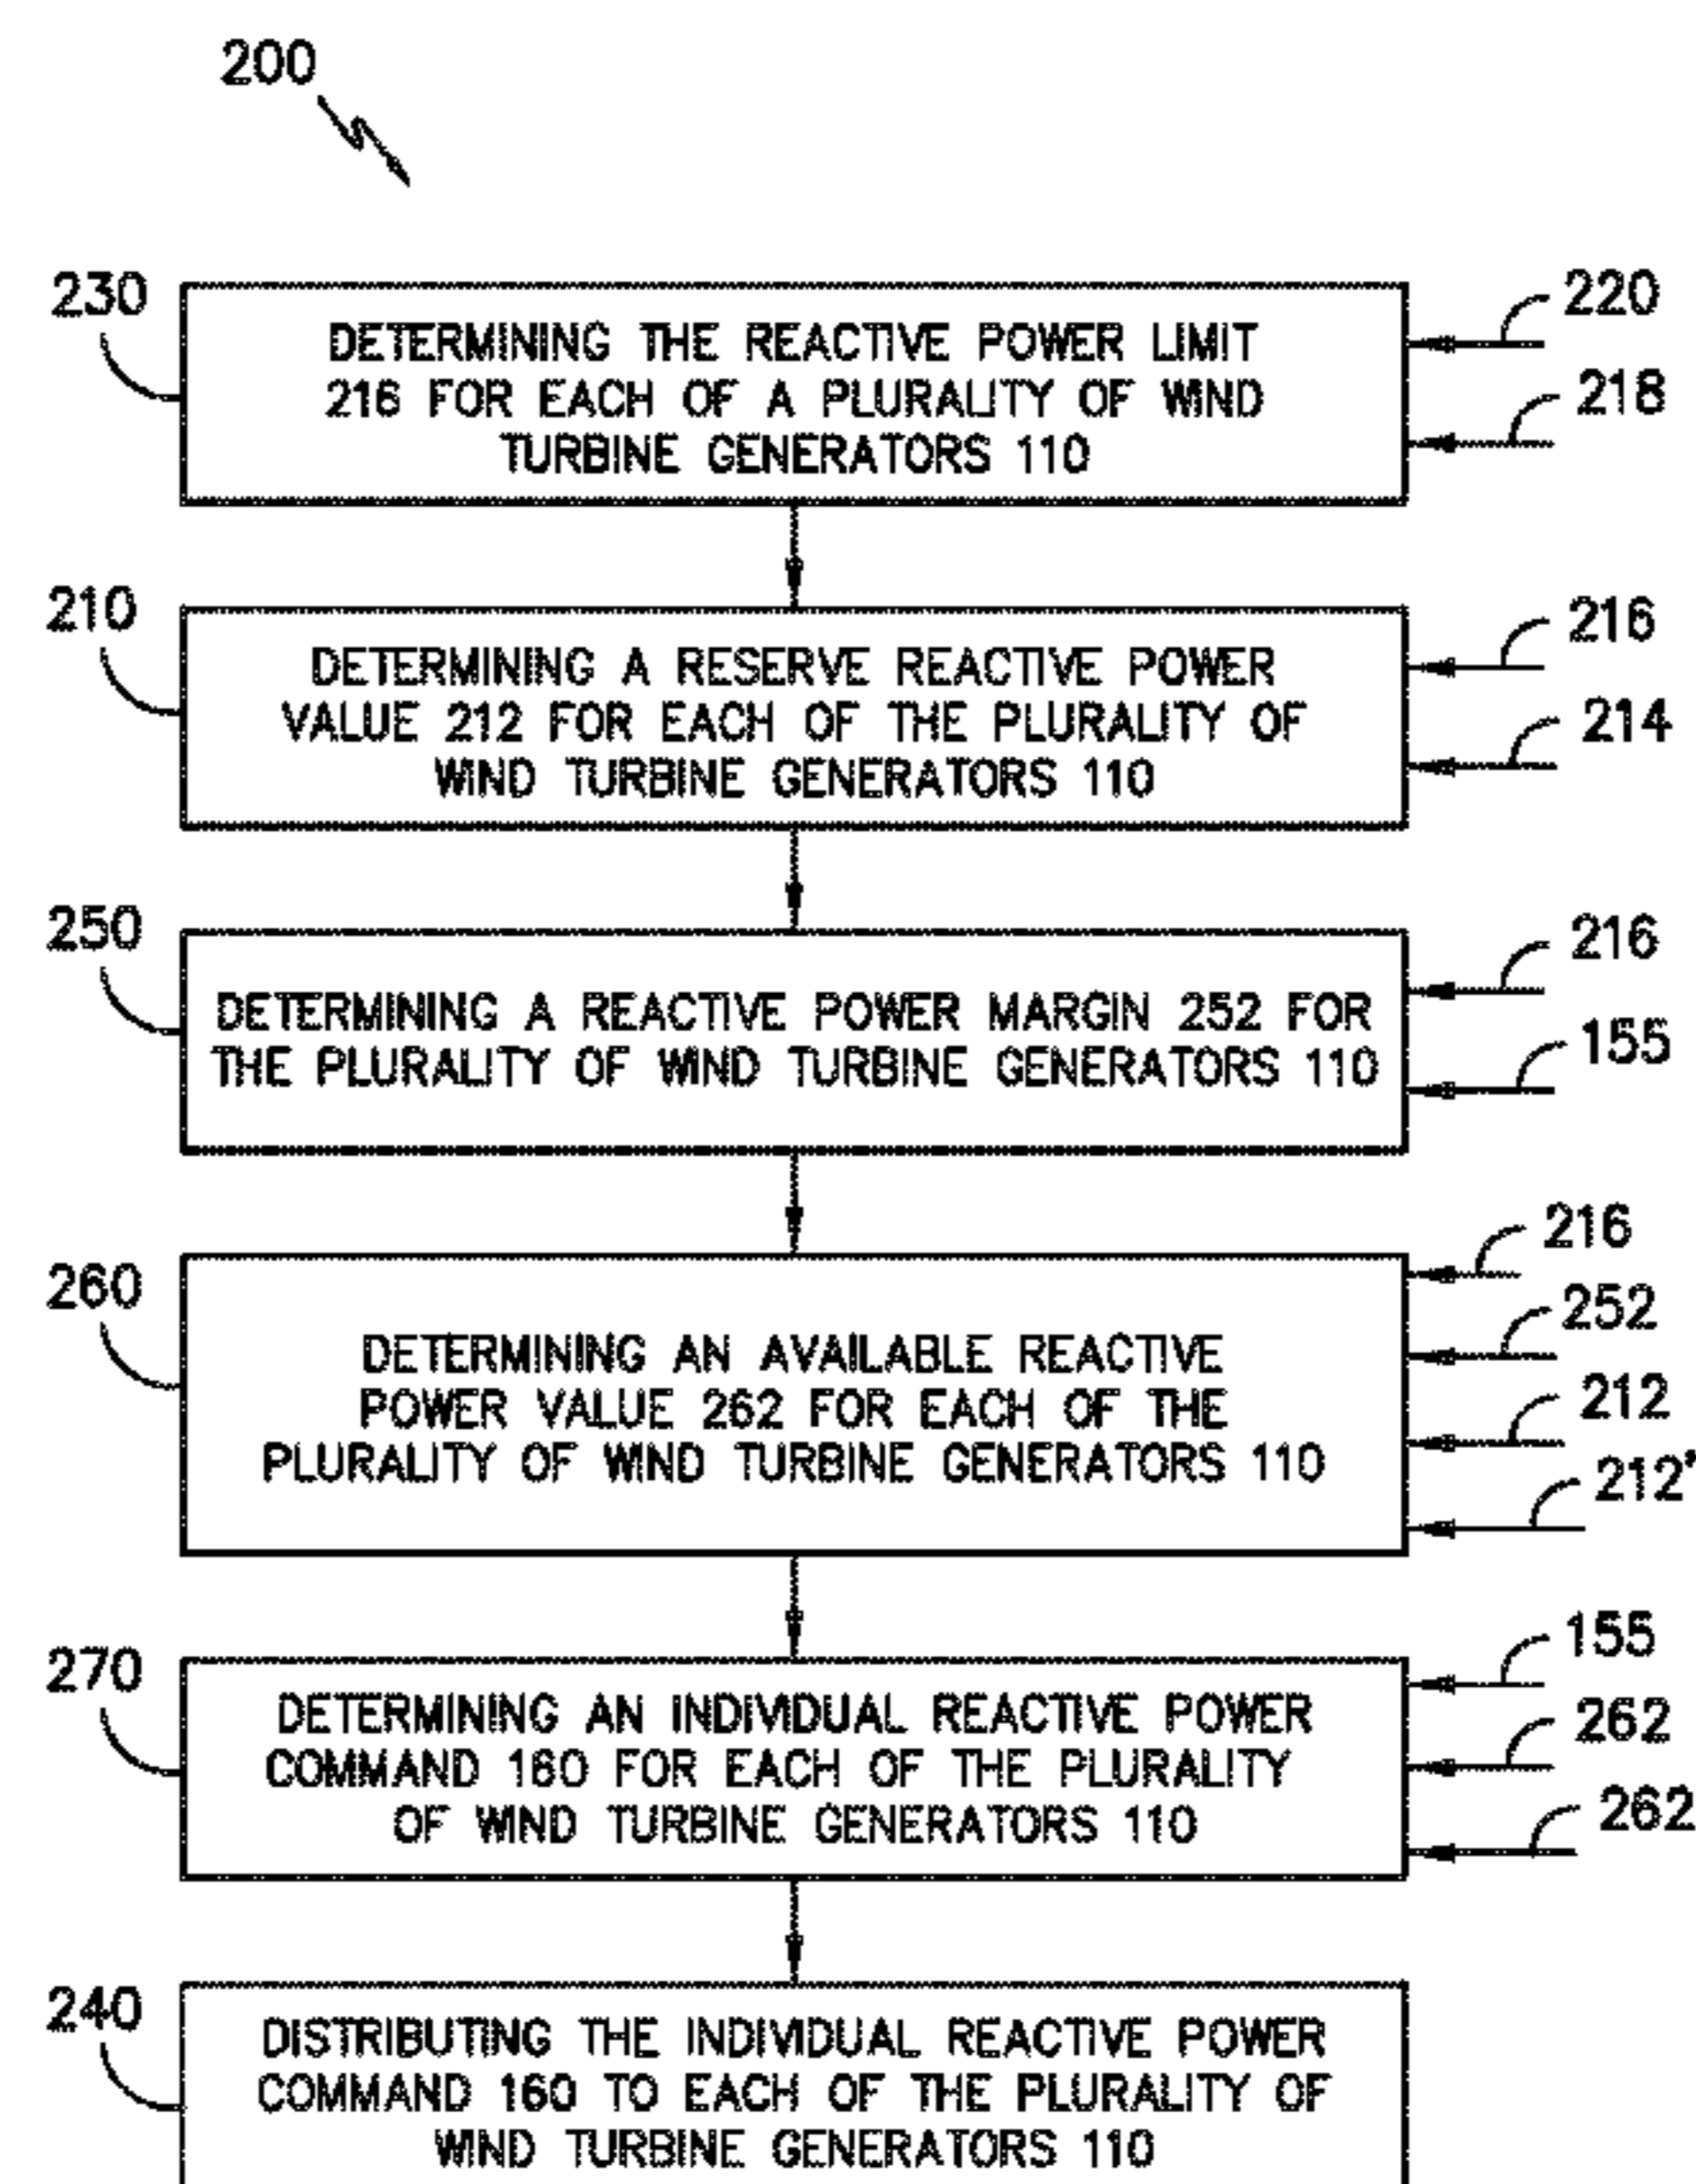 200
230
DETERMINING THE REACTIVE POWER LIMIT
216 FOR EACH OF A PLURALITY OF WIND
TURBINE GENERATORS 110
220
218
210
DETERMINING A RESERVE REACTIVE POWER
VALUE 212 FOR EACH OF THE PLURALITY OF
WIND TURBINE GENERATORS 110
216
214
250
DETERMINING A REACTIVE POWER MARGIN 252 FOR
THE PLURALITY OF WIND TURBINE GENERATORS 110
216
155
260
DETERMINING AN AVAILABLE REACTIVE
POWER VALUE 262 FOR EACH OF THE
PLURALITY OF WIND TURBINE GENERATORS 110
216
252
212
212'
270
DETERMINING AN INDIVIDUAL REACTIVE POWER
COMMAND 160 FOR EACH OF THE PLURALITY
OF WIND TURBINE GENERATORS 110
155
262
262
240
DISTRIBUTING THE INDIVIDUAL REACTIVE POWER
COMMAND 160 TO EACH OF THE PLURALITY OF
WIND TURBINE GENERATORS 110